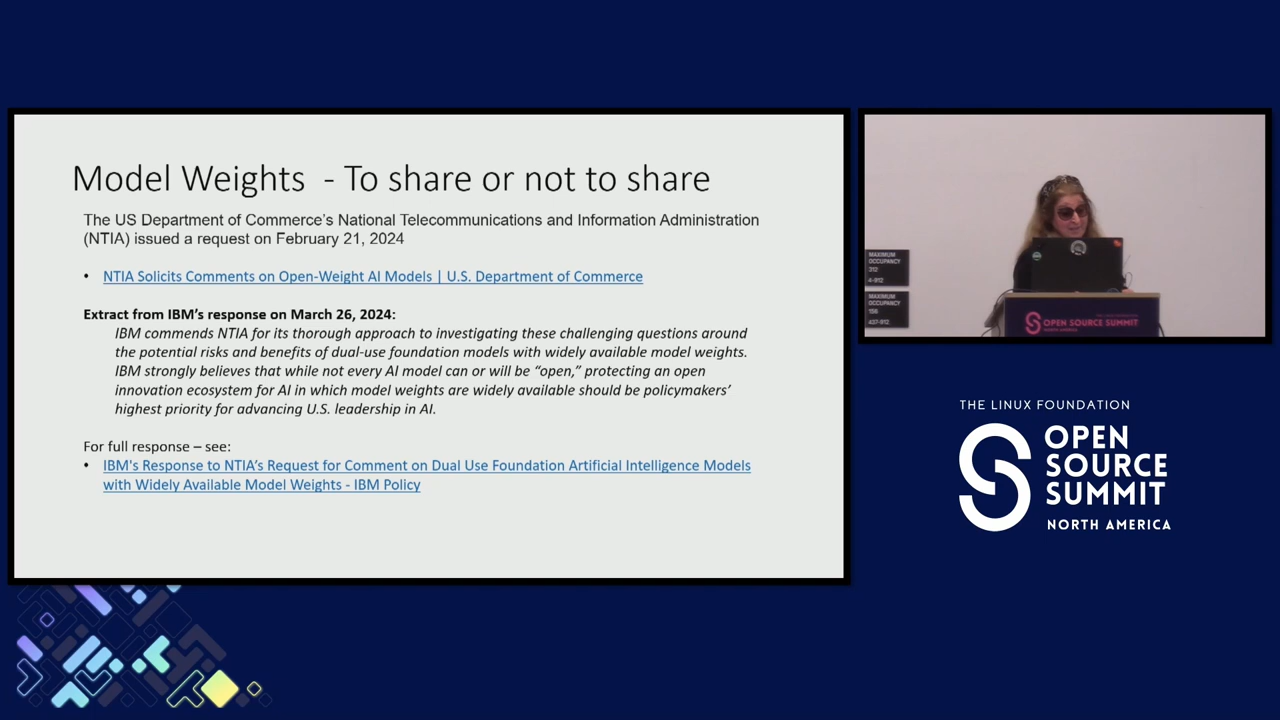 Model Weights - To share or not to share
The US Department of Commerce's National Telecommunications and Information Administration
(NTIA) issued a request on February 21, 2024
• NTIA Solicits Comments on Open-Weight AI Models | U.S. Department of Commerce
Extract from IBM's response on March 26, 2024:
IBM commends NTIA for its thorough approach to investigating these challenging questions around
the potential risks and benefits of dual-use foundation models with widely available model weights.
IBM strongly believes that while not every AI model can or will be "open," protecting an open
innovation ecosystem for AI in which model weights are widely available should be policymakers'
highest priority for advancing U.S. leadership in AI.
For full response – see:
• IBM's Response to NTIA's Request for Comment on Dual Use Foundation Artificial Intelligence Models
with Widely Available Model Weights - IBM Policy
MAXIMUM
OCCUPANCY
312
4-912
MAXIMUM
OCCUPANCY
156
437-912
OPEN SOURCE SUMMIT
THE LINUX FOUNDATION
OPEN
SOURCE
SUMMIT
NORTH AMERICA